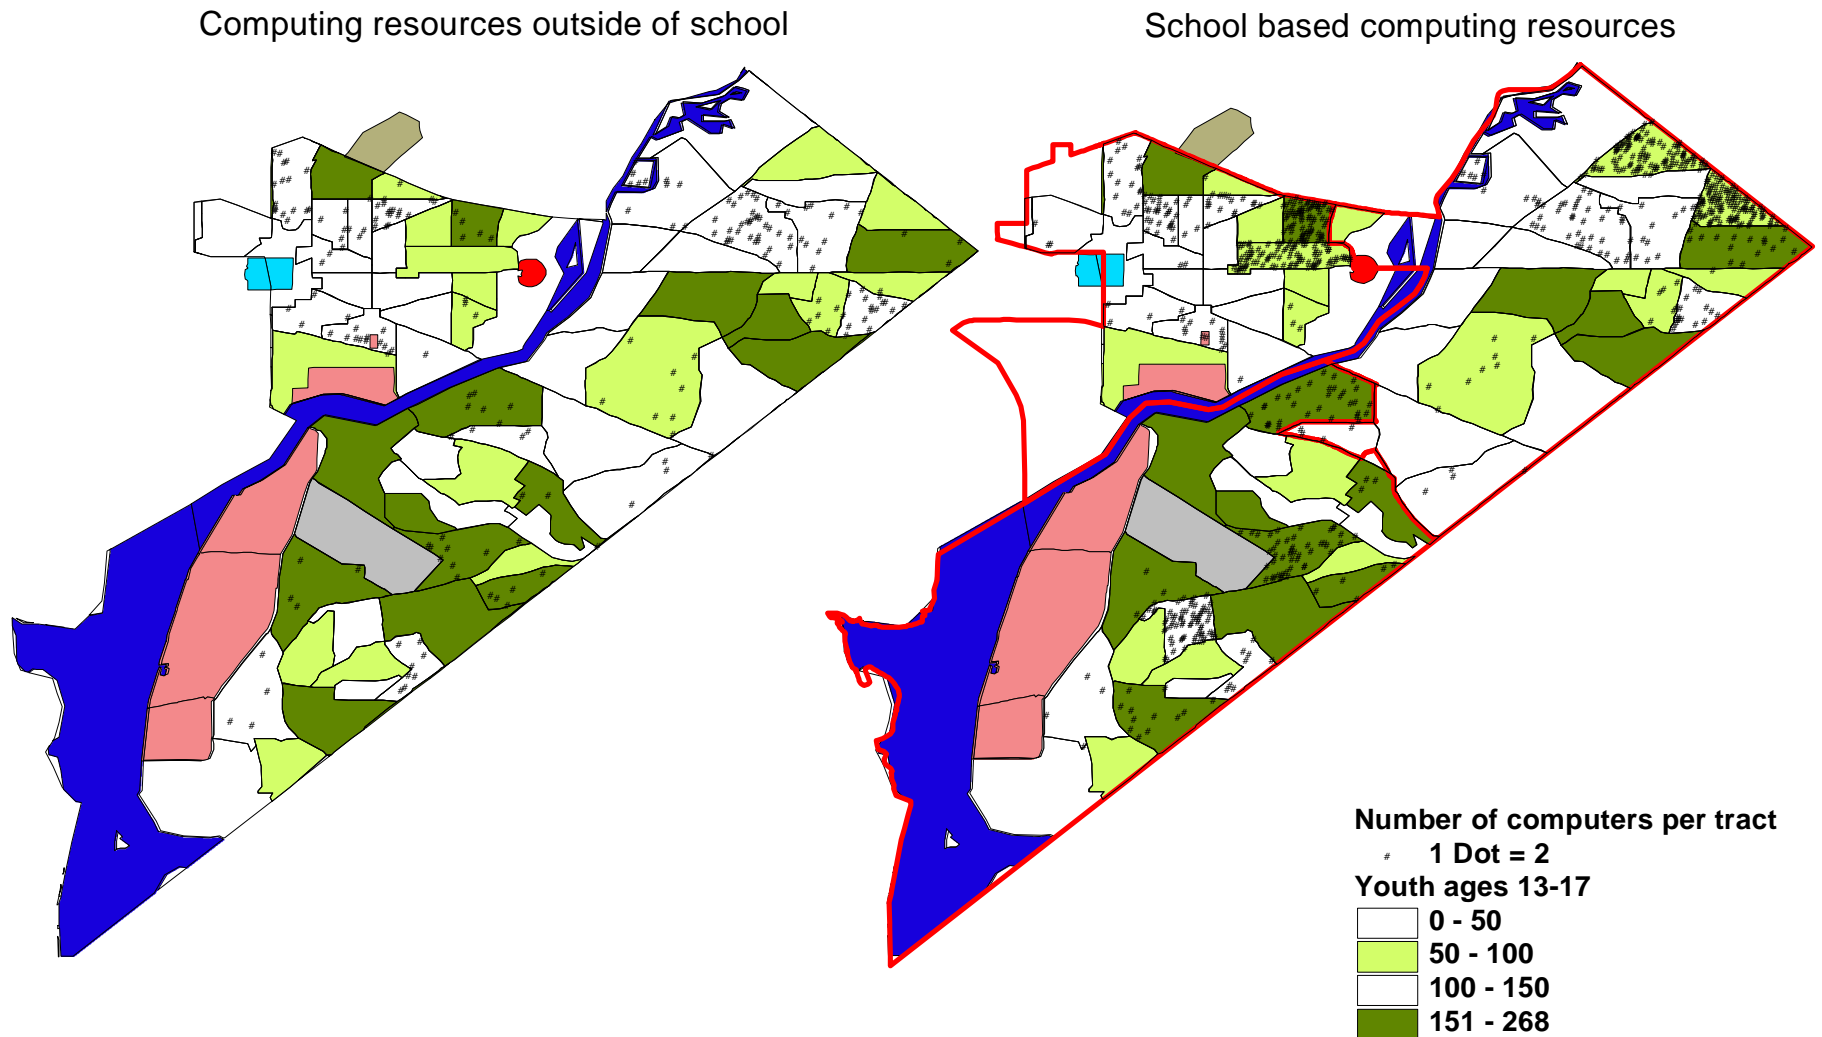 Computing resources outside of school
School based computing resources
Number of computers per tract
# 1 Dot = 2
Youth ages 13-17
0 - 50
50 - 100
100 - 150
151 - 268